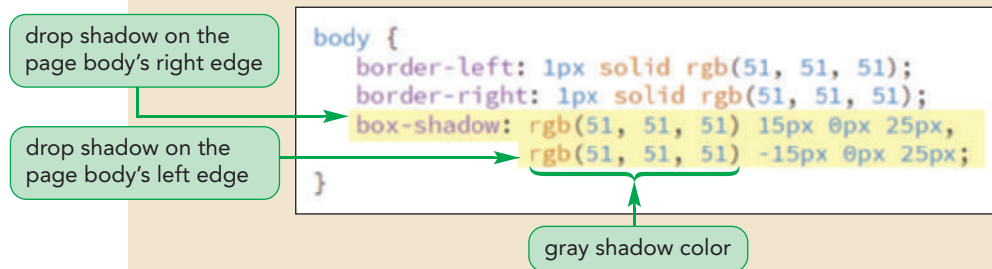 drop shadow on the
page body's right edge
body {
border-left: 1px solid rgb(51, 51, 51);
border-right: 1px solid rgb(51, 51, 51);
box-shadow: rgb(51, 51, 51) 15px 0px 25px,
drop shadow on the
page body's left edge
rgb(51, 51, 51) -15px 0px 25px;
}
gray shadow color